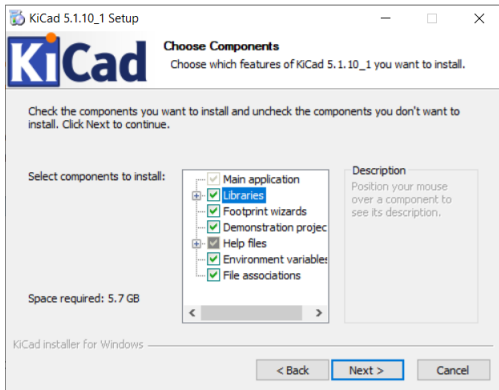 KiCad 5.1.10_1 Setup
KiCad
Choose Components
Choose which features of KiCad 5.1.10_1 you want to install.
Check the components you want to install and uncheck the components you don't want to
install. Click Next to continue.
Select components to install:
Main application
Libraries
Footprint wizards
Demonstration projec
Help files
Environment variables
File associations
Description
Position your mouse
over a component to
see its description.
Space required: 5.7 GB
KiCad installer for Windows
< Back
Next >
Cancel